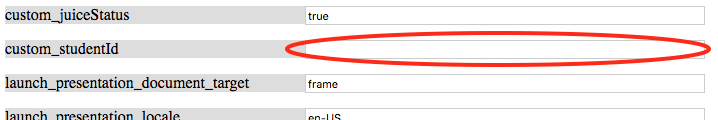 custom_juiceStatus true
custom_studentId
launch_presentation_document_target frame
launch_presentation_locale en-US